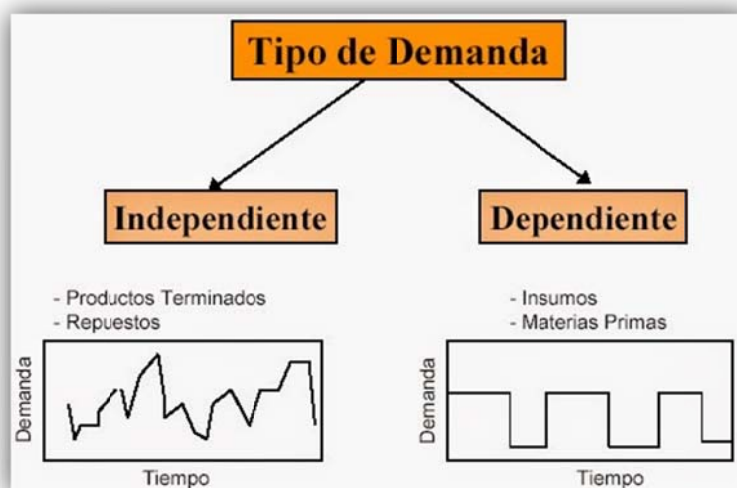 Tipo de Demanda
Independiente
Dependiente
- Productos Terminados
- Repuestos
- Insumos
- Materias Primas
Demanda
Tiempo
Demanda
Tiempo